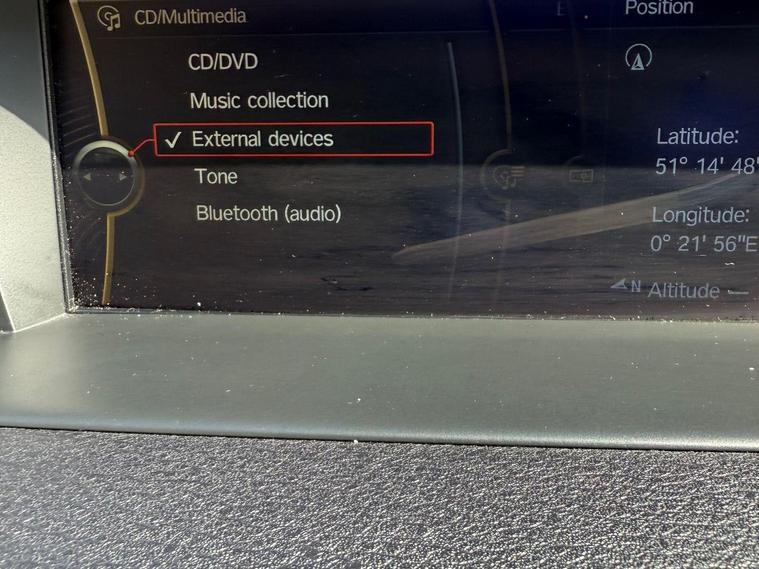 CD/Multimedia
CD/DVD
Music collection
✓ External devices
Tone
Bluetooth (audio)
Position
Latitude:
51° 14' 48"
Longitude:
0° 21' 56"E
N Altitude —